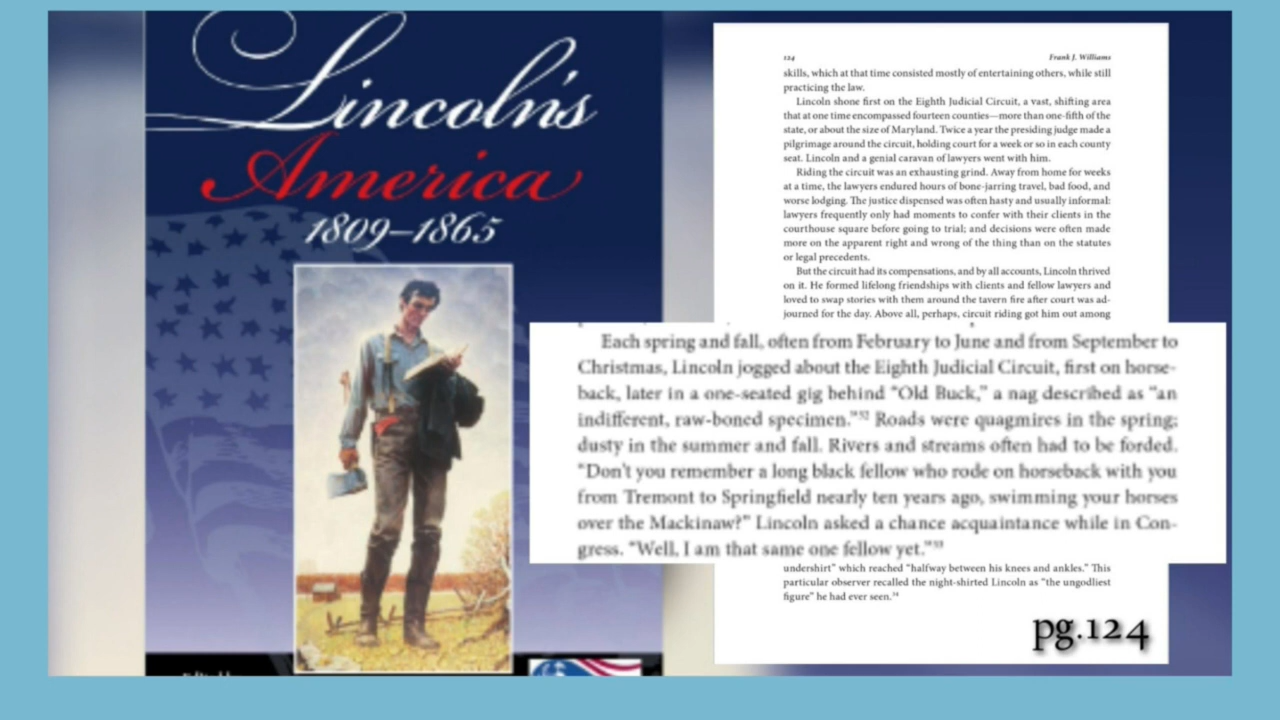 Lincoln's
America
1809–1865
124
Frank J. Williams
skills, which at that time consisted mostly of entertaining others, while still
practicing the law.
Lincoln shone first on the Eighth Judicial Circuit, a vast, shifting area
that at one time encompassed fourteen counties—more than one-fifth of the
state, or about the size of Maryland. Twice a year the presiding judge made a
pilgrimage around the circuit, holding court for a week or so in each county
seat. Lincoln and a genial caravan of lawyers went with him.
Riding the circuit was an exhausting grind. Away from home for weeks
at a time, the lawyers endured hours of bone-jarring travel, bad food, and
worse lodging. The justice dispensed was often hasty and usually informal:
lawyers frequently only had moments to confer with their clients in the
courthouse square before going to trial; and decisions were often made
more on the apparent right and wrong of the thing than on the statutes
or legal precedents.
But the circuit had its compensations, and by all accounts, Lincoln thrived
on it. He formed lifelong friendships with clients and fellow lawyers and
loved to swap stories with them around the tavern fire after court was ad-
journed for the day. Above all, perhaps, circuit riding got him out among
Each spring and fall, often from February to June and from September to
Christmas, Lincoln jogged about the Eighth Judicial Circuit, first on horse-
back, later in a one-seated gig behind "Old Buck," a nag described as "an
indifferent, raw-boned specimen."³² Roads were quagmires in the spring;
dusty in the summer and fall. Rivers and streams often had to be forded.
"Don't you remember a long black fellow who rode on horseback with you
from Tremont to Springfield nearly ten years ago, swimming your horses
over the Mackinaw?" Lincoln asked a chance acquaintance while in Con-
gress. "Well, I am that same one fellow yet."³³
undershirt" which reached "halfway between his knees and ankles." This
particular observer recalled the night-shirted Lincoln as "the ungodliest
figure" he had ever seen.³⁴
pg.124